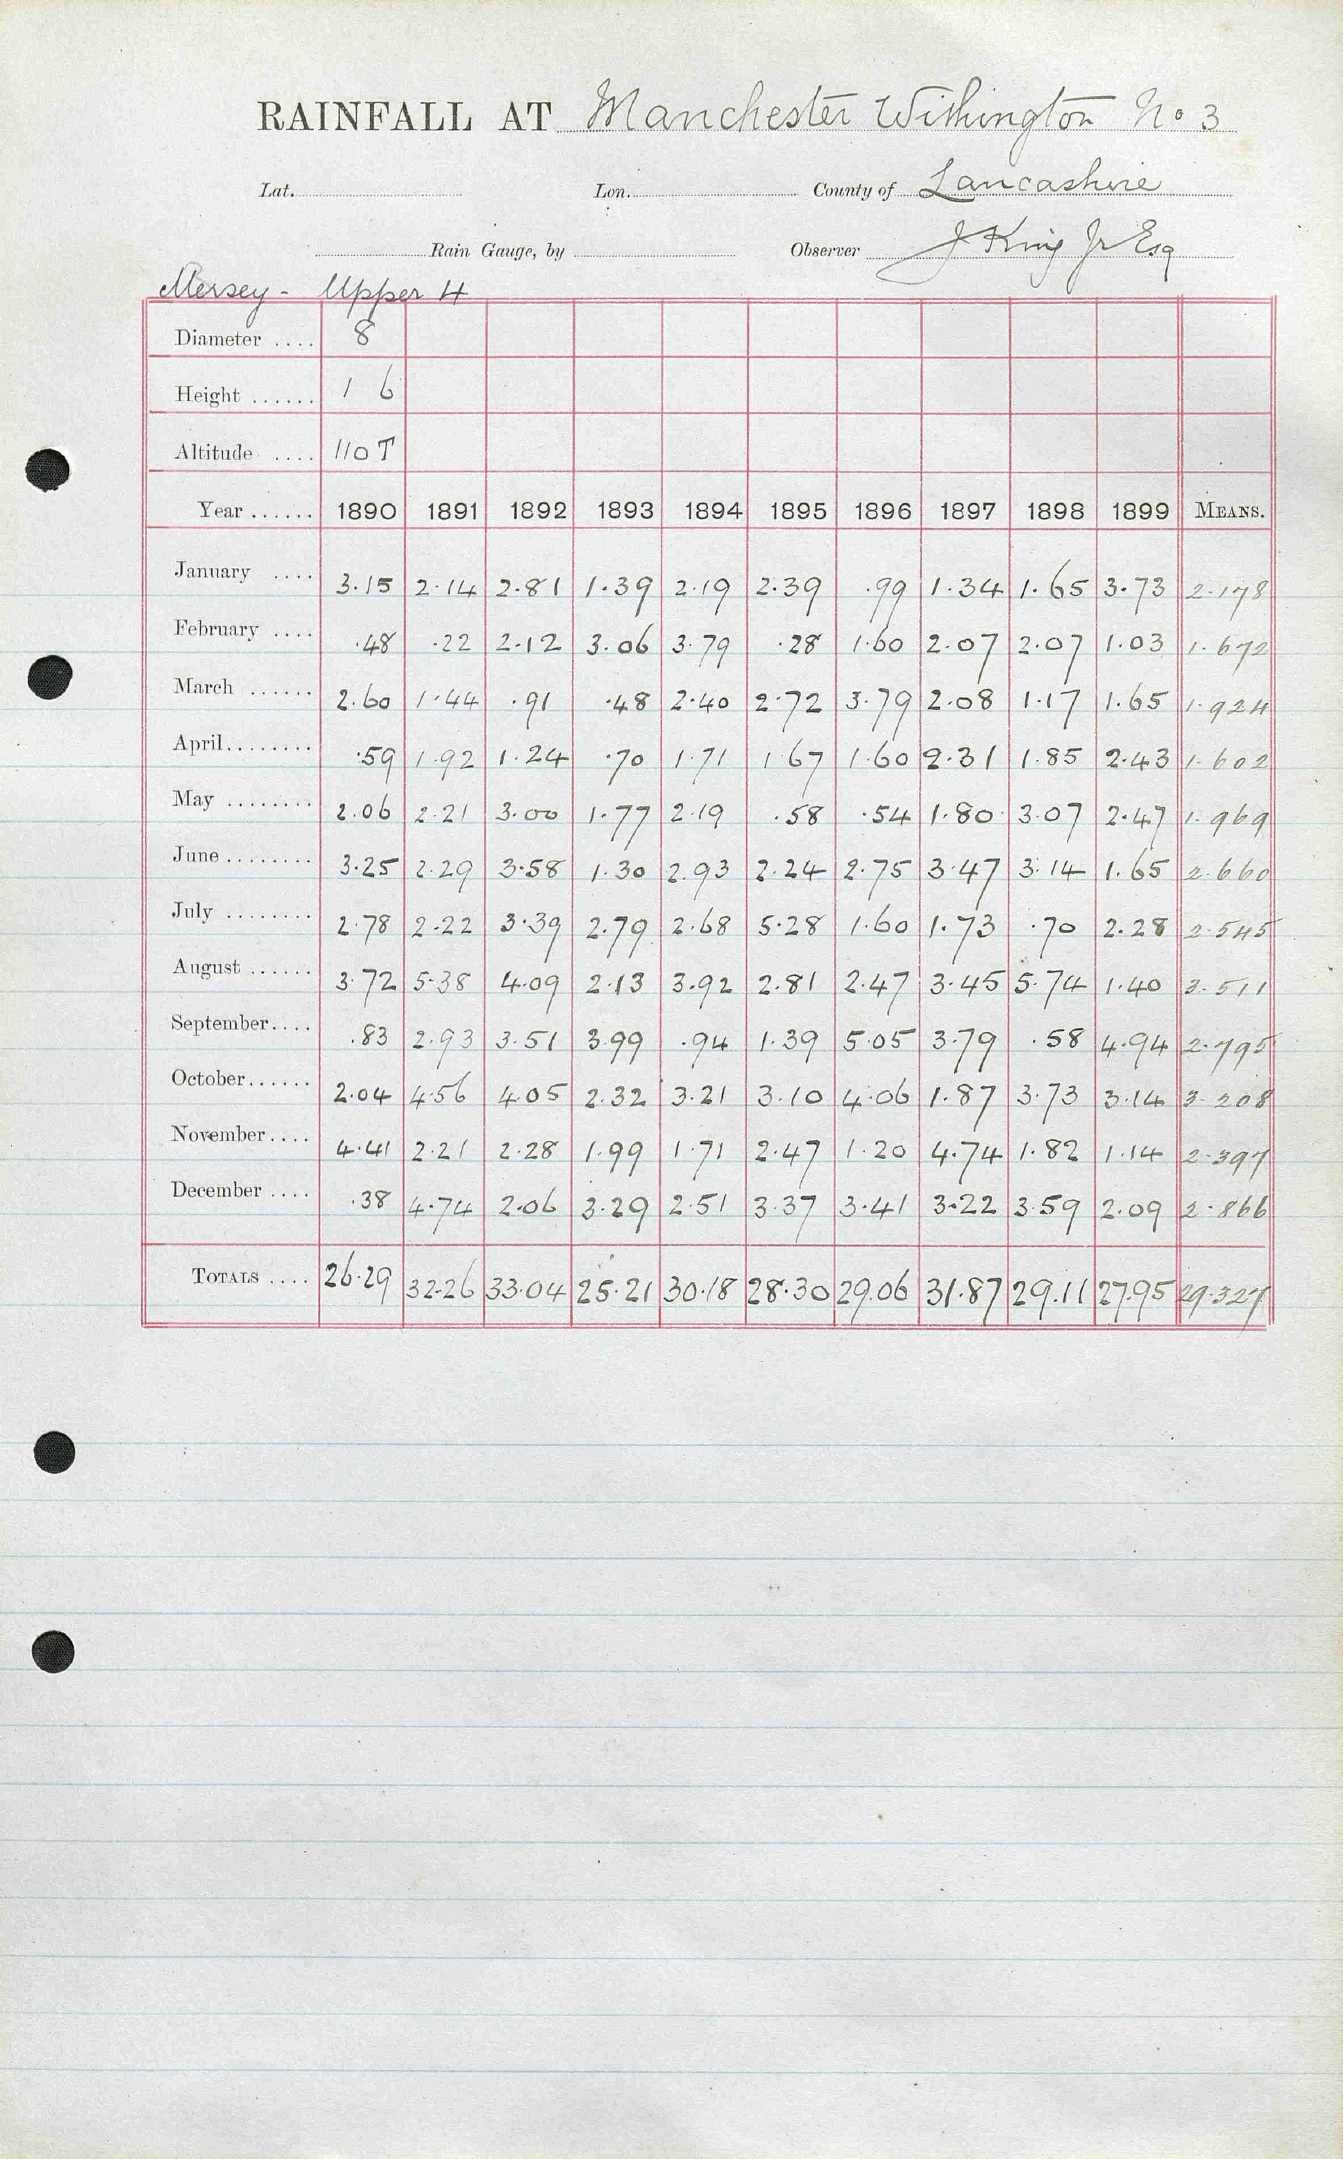 RAINFALL AT Manchester Withington No 3
Lat. Lon. County of Lancashire
Rain Gauge, by Observer J King Jr Esq
Mersey - Upper 4
Diameter .... 8
Height ...... 1 6
Altitude .... 110 T
Year ...... 1890 1891 1892 1893 1894 1895 1896 1897 1898 1899 MEANS.
January .... 3.15 2.14 2.81 1.39 2.19 2.39 .99 1.34 1.65 3.73 2.178
February .... .48 .22 2.12 3.06 3.79 .28 1.60 2.07 2.07 1.03 1.672
March ...... 2.60 1.44 .91 .48 2.40 2.72 3.79 2.08 1.17 1.65 1.924
April........ .59 1.92 1.24 .70 1.71 1.67 1.60 2.31 1.85 2.43 1.602
May ........ 2.06 2.21 3.00 1.77 2.19 .58 .54 1.80 3.07 2.47 1.969
June ........ 3.25 2.29 3.58 1.30 2.93 2.24 2.75 3.47 3.14 1.65 2.660
July ........ 2.78 2.22 3.39 2.79 2.68 5.28 1.60 1.73 .70 2.28 2.545
August ...... 3.72 5.38 4.09 2.13 3.92 2.81 2.47 3.45 5.74 1.40 3.511
September.... .83 2.93 3.51 3.99 .94 1.39 5.05 3.79 .58 4.94 2.795
October...... 2.04 4.56 4.05 2.32 3.21 3.10 4.06 1.87 3.73 3.14 3.208
November.... 4.41 2.21 2.28 1.99 1.71 2.47 1.20 4.74 1.82 1.14 2.397
December .... .38 4.74 2.06 3.29 2.51 3.37 3.41 3.22 3.59 2.09 2.866
TOTALS .... 26.29 32.26 33.04 25.21 30.18 28.30 29.06 31.87 29.11 27.95 29.327